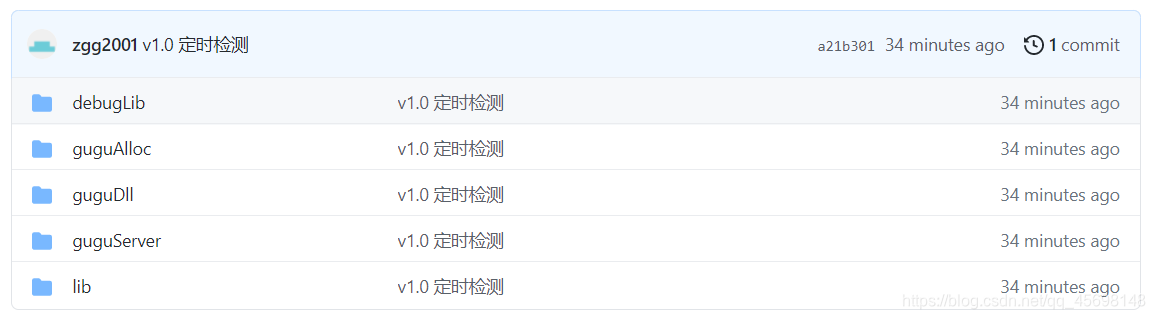 zgg2001 v1.0 定时检测 a21b301 34 minutes ago 1 commit
debugLib v1.0 定时检测 34 minutes ago
guguAlloc v1.0 定时检测 34 minutes ago
guguDll v1.0 定时检测 34 minutes ago
guguServer v1.0 定时检测 34 minutes ago
lib v1.0 定时检测 34 minutes ago
https://blog.csdn.net/qq_45698148